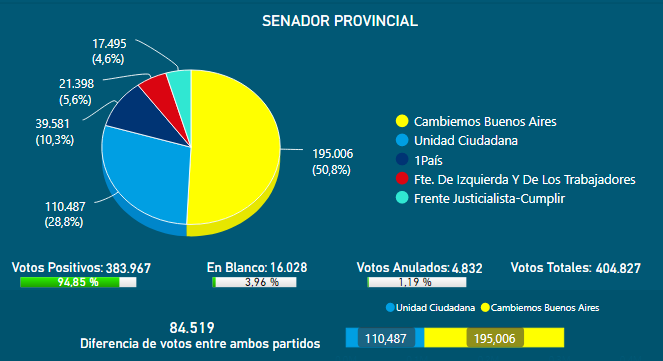 SENADOR PROVINCIAL
17.495
(4,6%)
21.398
(5,6%)
39.581
(10,3%)
110.487
(28,8%)
195.006
(50,8%)
Cambiemos Buenos Aires
Unidad Ciudadana
1País
Fte. De Izquierda Y De Los Trabajadores
Frente Justicialista-Cumplir
Votos Positivos: 383.967
94,85 %
En Blanco: 16.028
3,96 %
Votos Anulados: 4.832
1,19 %
Votos Totales: 404.827
Unidad Ciudadana Cambiemos Buenos Aires
84.519
Diferencia de votos entre ambos partidos
110,487 195,006